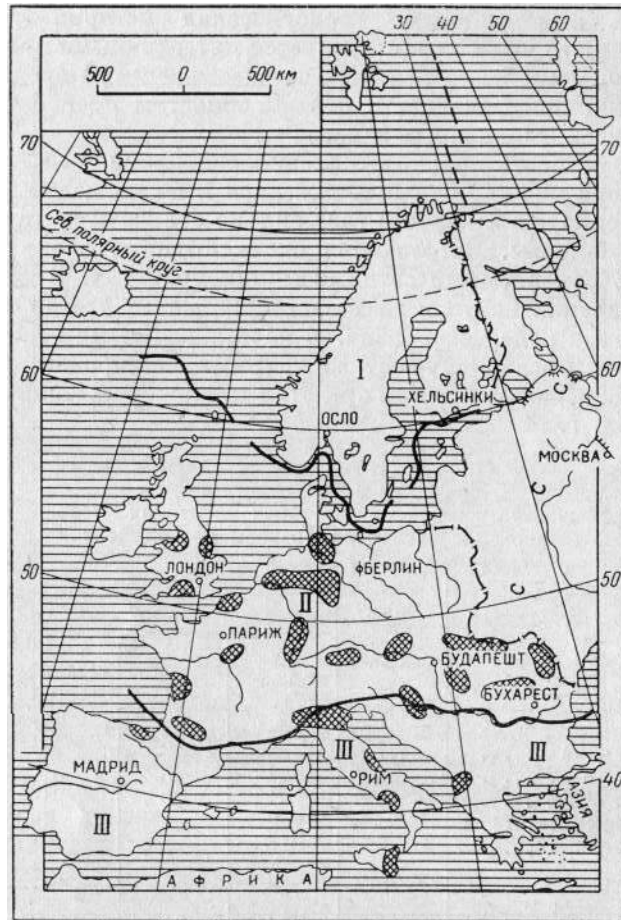 30 40 50 60
500 0 500 км
70 70
Сев. полярный круг
60 60
I
ХЕЛЬСИНКИ
ОСЛО
МОСКВА
С С С Р
ЛОНДОН
БЕРЛИН
50 50
II
ПАРИЖ
БУДАПЕШТ
БУХАРЕСТ
III III
МАДРИД
РИМ
40
АЗИЯ
III
АФРИКА